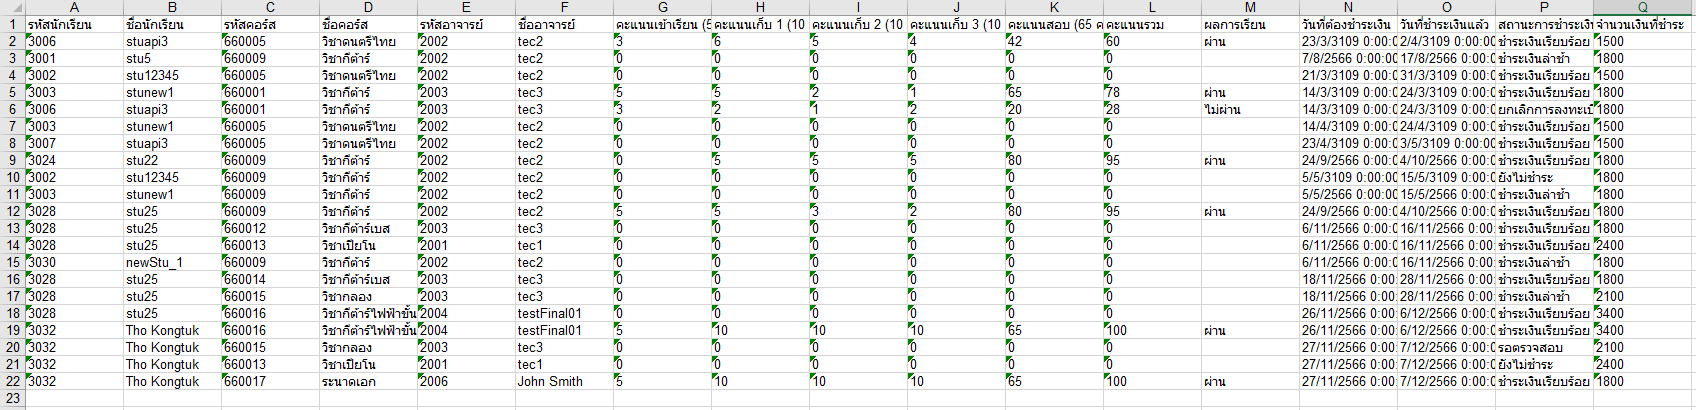 A B C D E F G H I J K L M N O P Q
1 รหัสนักเรียน ชื่อนักเรียน รหัสคอร์ส ชื่อคอร์ส รหัสอาจารย์ ชื่ออาจารย์ คะแนนเข้าเรียน (5 คะแนนเก็บ 1 (10 คะแนนเก็บ 2 (10 คะแนนเก็บ 3 (10 คะแนนสอบ (65 ค คะแนนรวม ผลการเรียน วันที่ต้องชำระเงิน วันที่ชำระเงินแล้ว สถานะการชำระเงิน จำนวนเงินที่ชำระ
2 3006 stuapi3 660005 วิชาดนตรีไทย 2002 tec2 3 6 5 4 42 60 ผ่าน 23/3/3109 0:00:00 2/4/3109 0:00:00 ชำระเงินเรียบร้อย 1500
3 3001 stu5 660009 วิชากีต้าร์ 2002 tec2 0 0 0 0 0 0 7/8/2566 0:00:00 17/8/2566 0:00:0 ชำระเงินล่าช้า 1800
4 3002 stu12345 660005 วิชาดนตรีไทย 2002 tec2 0 0 0 0 0 0 21/3/3109 0:00:0 31/3/3109 0:00:0 ชำระเงินเรียบร้อย 1500
5 3003 stunew1 660001 วิชากีต้าร์ 2003 tec3 5 5 2 1 65 78 ผ่าน 14/3/3109 0:00:0 24/3/3109 0:00:0 ชำระเงินเรียบร้อย 1800
6 3006 stuapi3 660001 วิชากีต้าร์ 2003 tec3 3 2 1 2 20 28 ไม่ผ่าน 14/3/3109 0:00:0 24/3/3109 0:00:0 ยกเลิกการลงทะเบี 1800
7 3003 stunew1 660005 วิชาดนตรีไทย 2002 tec2 0 0 0 0 0 0 14/4/3109 0:00:0 24/4/3109 0:00:0 ชำระเงินเรียบร้อย 1500
8 3007 stuapi3 660005 วิชาดนตรีไทย 2002 tec2 0 0 0 0 0 0 23/4/3109 0:00:0 3/5/3109 0:00:00 ชำระเงินเรียบร้อย 1500
9 3024 stu22 660009 วิชากีต้าร์ 2002 tec2 0 5 5 5 80 95 ผ่าน 24/9/2566 0:00:0 4/10/2566 0:00:0 ชำระเงินเรียบร้อย 1800
10 3002 stu12345 660009 วิชากีต้าร์ 2002 tec2 0 0 0 0 0 0 5/5/3109 0:00:00 15/5/3109 0:00:0 ยังไม่ชำระ 1800
11 3003 stunew1 660009 วิชากีต้าร์ 2002 tec2 0 0 0 0 0 0 5/5/2566 0:00:00 15/5/2566 0:00:0 ชำระเงินล่าช้า 1800
12 3028 stu25 660009 วิชากีต้าร์ 2002 tec2 5 5 3 2 80 95 ผ่าน 24/9/2566 0:00:0 4/10/2566 0:00:0 ชำระเงินเรียบร้อย 1800
13 3028 stu25 660012 วิชากีต้าร์เบส 2003 tec3 0 0 0 0 0 0 6/11/2566 0:00:0 16/11/2566 0:00: ชำระเงินเรียบร้อย 1800
14 3028 stu25 660013 วิชาเปียโน 2001 tec1 0 0 0 0 0 0 6/11/2566 0:00:0 16/11/2566 0:00: ชำระเงินเรียบร้อย 2400
15 3030 newStu_1 660009 วิชากีต้าร์ 2002 tec2 0 0 0 0 0 0 6/11/2566 0:00:0 16/11/2566 0:00: ชำระเงินล่าช้า 1800
16 3028 stu25 660014 วิชากีต้าร์เบส 2003 tec3 0 0 0 0 0 0 18/11/2566 0:00: 28/11/2566 0:00: ชำระเงินเรียบร้อย 1800
17 3028 stu25 660015 วิชากลอง 2003 tec3 0 0 0 0 0 0 18/11/2566 0:00: 28/11/2566 0:00: ชำระเงินล่าช้า 2100
18 3028 stu25 660016 วิชากีต้าร์ไฟฟ้าขั้น 2004 testFinal01 0 0 0 0 0 0 26/11/2566 0:00: 6/12/2566 0:00:0 ชำระเงินเรียบร้อย 3400
19 3032 Tho Kongtuk 660016 วิชากีต้าร์ไฟฟ้าขั้น 2004 testFinal01 5 10 10 10 65 100 ผ่าน 26/11/2566 0:00: 6/12/2566 0:00:0 ชำระเงินเรียบร้อย 3400
20 3032 Tho Kongtuk 660015 วิชากลอง 2003 tec3 0 0 0 0 0 0 27/11/2566 0:00: 7/12/2566 0:00:0 รอตรวจสอบ 2100
21 3032 Tho Kongtuk 660013 วิชาเปียโน 2001 tec1 0 0 0 0 0 0 27/11/2566 0:00: 7/12/2566 0:00:0 ยังไม่ชำระ 2400
22 3032 Tho Kongtuk 660017 ระนาดเอก 2006 John Smith 5 10 10 10 65 100 ผ่าน 27/11/2566 0:00: 7/12/2566 0:00:0 ชำระเงินเรียบร้อย 1800
23